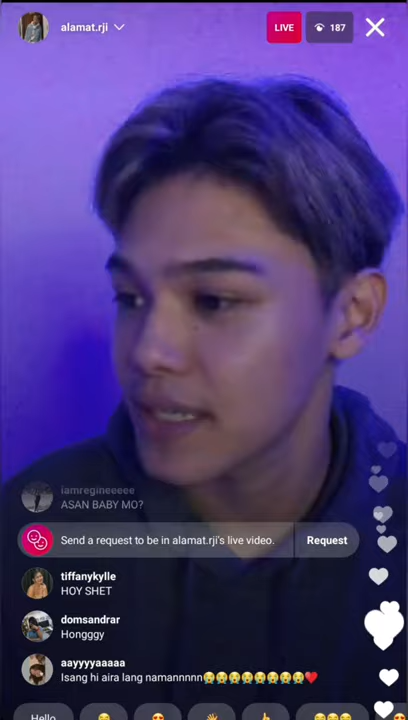 alamat.rji
LIVE
187
iamregineeeee
ASAN BABY MO?
Send a request to be in alamat.rji's live video.
Request
tiffanykylle
HOY SHET
domsandrar
Hongggy
aayyyyaaaaa
Isang hi aira lang namannnnn😭😭😭😭😭😭😭😭😭❤️
Hello